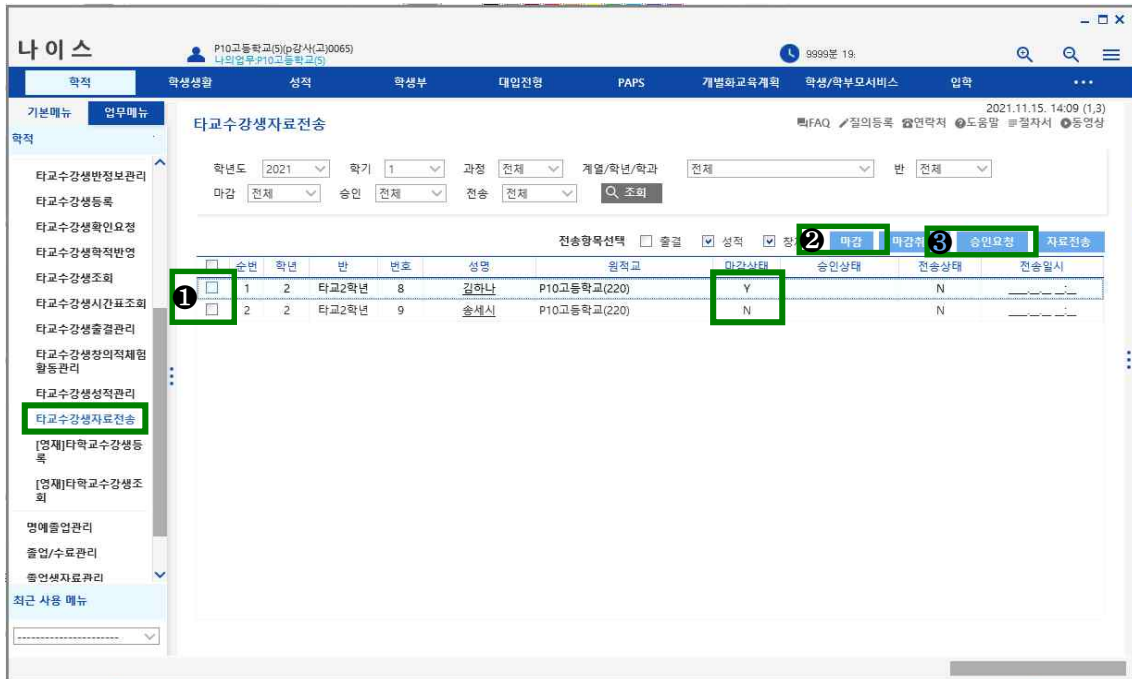 나이스
P10고등학교(5)(p강사(고)0065)
나의업무:P10고등학교(5)
9999분 19:
학적 학생생활 성적 학생부 대입전형 PAPS 개별화교육계획 학생/학부모서비스 입학 ...
기본메뉴 업무메뉴
학적
타교수강생반정보관리
타교수강생등록
타교수강생확인요청
타교수강생학적반영
타교수강생조회
타교수강생시간표조회
타교수강생출결관리
타교수강생창의적체험
활동관리
타교수강생성적관리
타교수강생자료전송
[영재]타학교수강생등
록
[영재]타학교수강생조
회
명예졸업관리
졸업/수료관리
졸업생자료관리
최근 사용 메뉴
----------------------
타교수강생자료전송
2021.11.15. 14:09 (1,3)
FAQ 질의등록 연락처 도움말 절차서 동영상
학년도 2021 학기 1 과정 전체 계열/학년/학과 전체 반 전체
마감 전체 승인 전체 전송 전체 조회
전송항목선택 출결 성적 창 ❷ 마감 마감취 ❸ 승인요청 자료전송
순번 학년 반 번호 성명 원적교 마감상태 승인상태 전송상태 전송일시
❶
1 2 타교2학년 8 김하나 P10고등학교(220) Y N ____.__.__ __:__
2 2 타교2학년 9 송세시 P10고등학교(220) N N ____.__.__ __:__